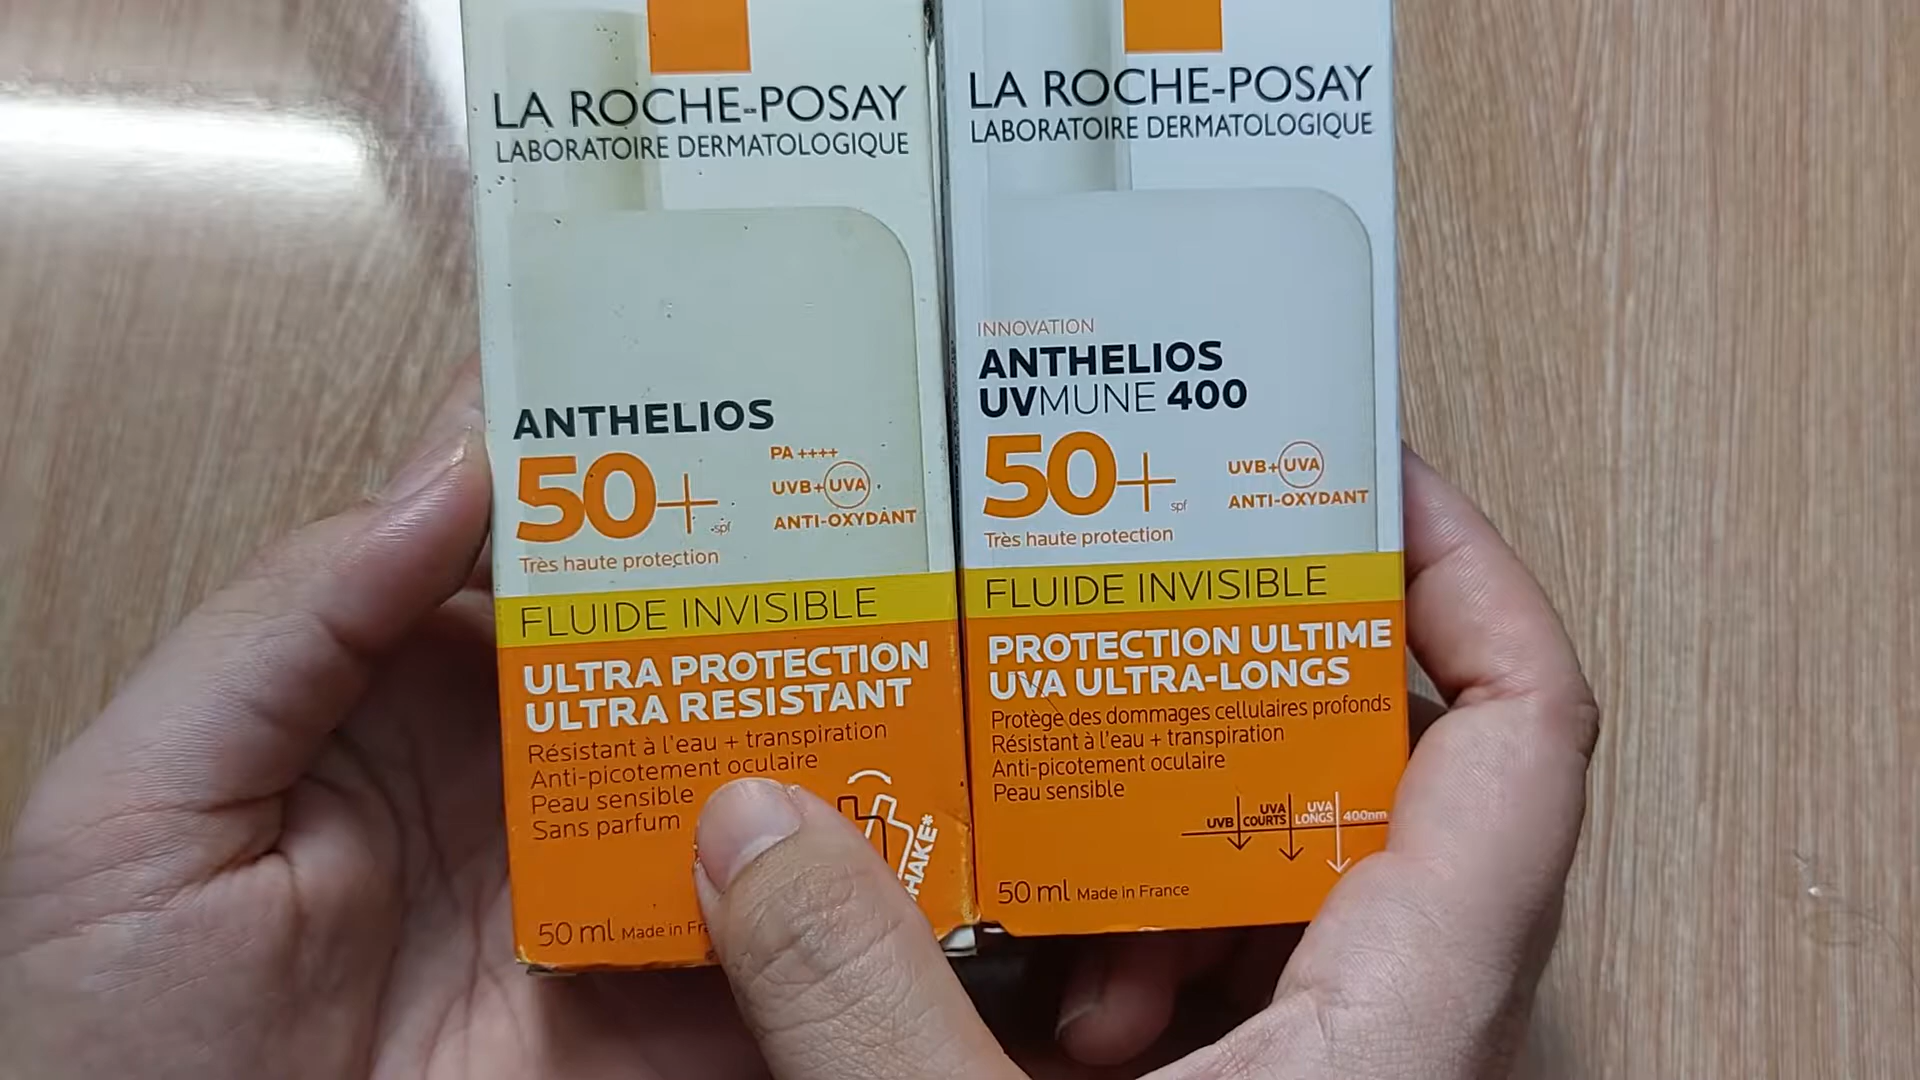 LA ROCHE-POSAY
LABORATOIRE DERMATOLOGIQUE
ANTHELIOS
50+
spf
PA ++++
UVB+UVA
ANTI-OXYDANT
Très haute protection
FLUIDE INVISIBLE
ULTRA PROTECTION
ULTRA RESISTANT
Résistant à l'eau + transpiration
Anti-picotement oculaire
Peau sensible
Sans parfum
50 ml Made in
LA ROCHE-POSAY
LABORATOIRE DERMATOLOGIQUE
INNOVATION
ANTHELIOS
UVMUNE 400
50+
spf
UVB+UVA
ANTI-OXYDANT
Très haute protection
FLUIDE INVISIBLE
PROTECTION ULTIME
UVA ULTRA-LONGS
Protège des dommages cellulaires profonds
Résistant à l'eau + transpiration
Anti-picotement oculaire
Peau sensible
UVB
UVA COURTS
UVA LONGS
400nm
50 ml Made in France